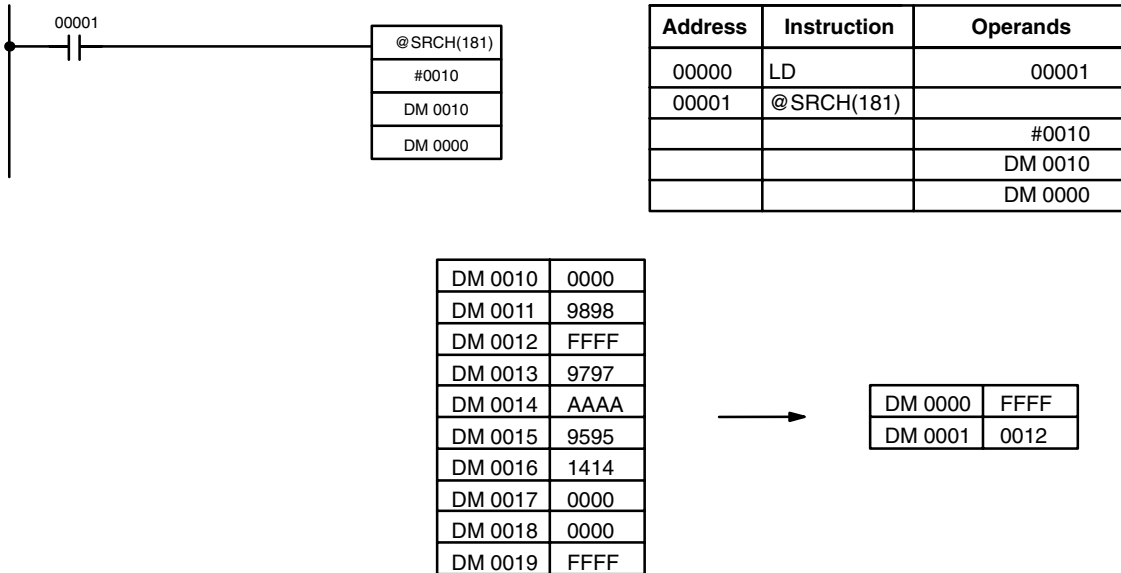 00001
@SRCH(181)
#0010
DM 0010
DM 0000
Address Instruction Operands
00000 LD 00001
00001 @SRCH(181)
#0010
DM 0010
DM 0000
DM 0010 0000
DM 0011 9898
DM 0012 FFFF
DM 0013 9797
DM 0014 AAAA
DM 0015 9595
DM 0016 1414
DM 0017 0000
DM 0018 0000
DM 0019 FFFF
DM 0000 FFFF
DM 0001 0012